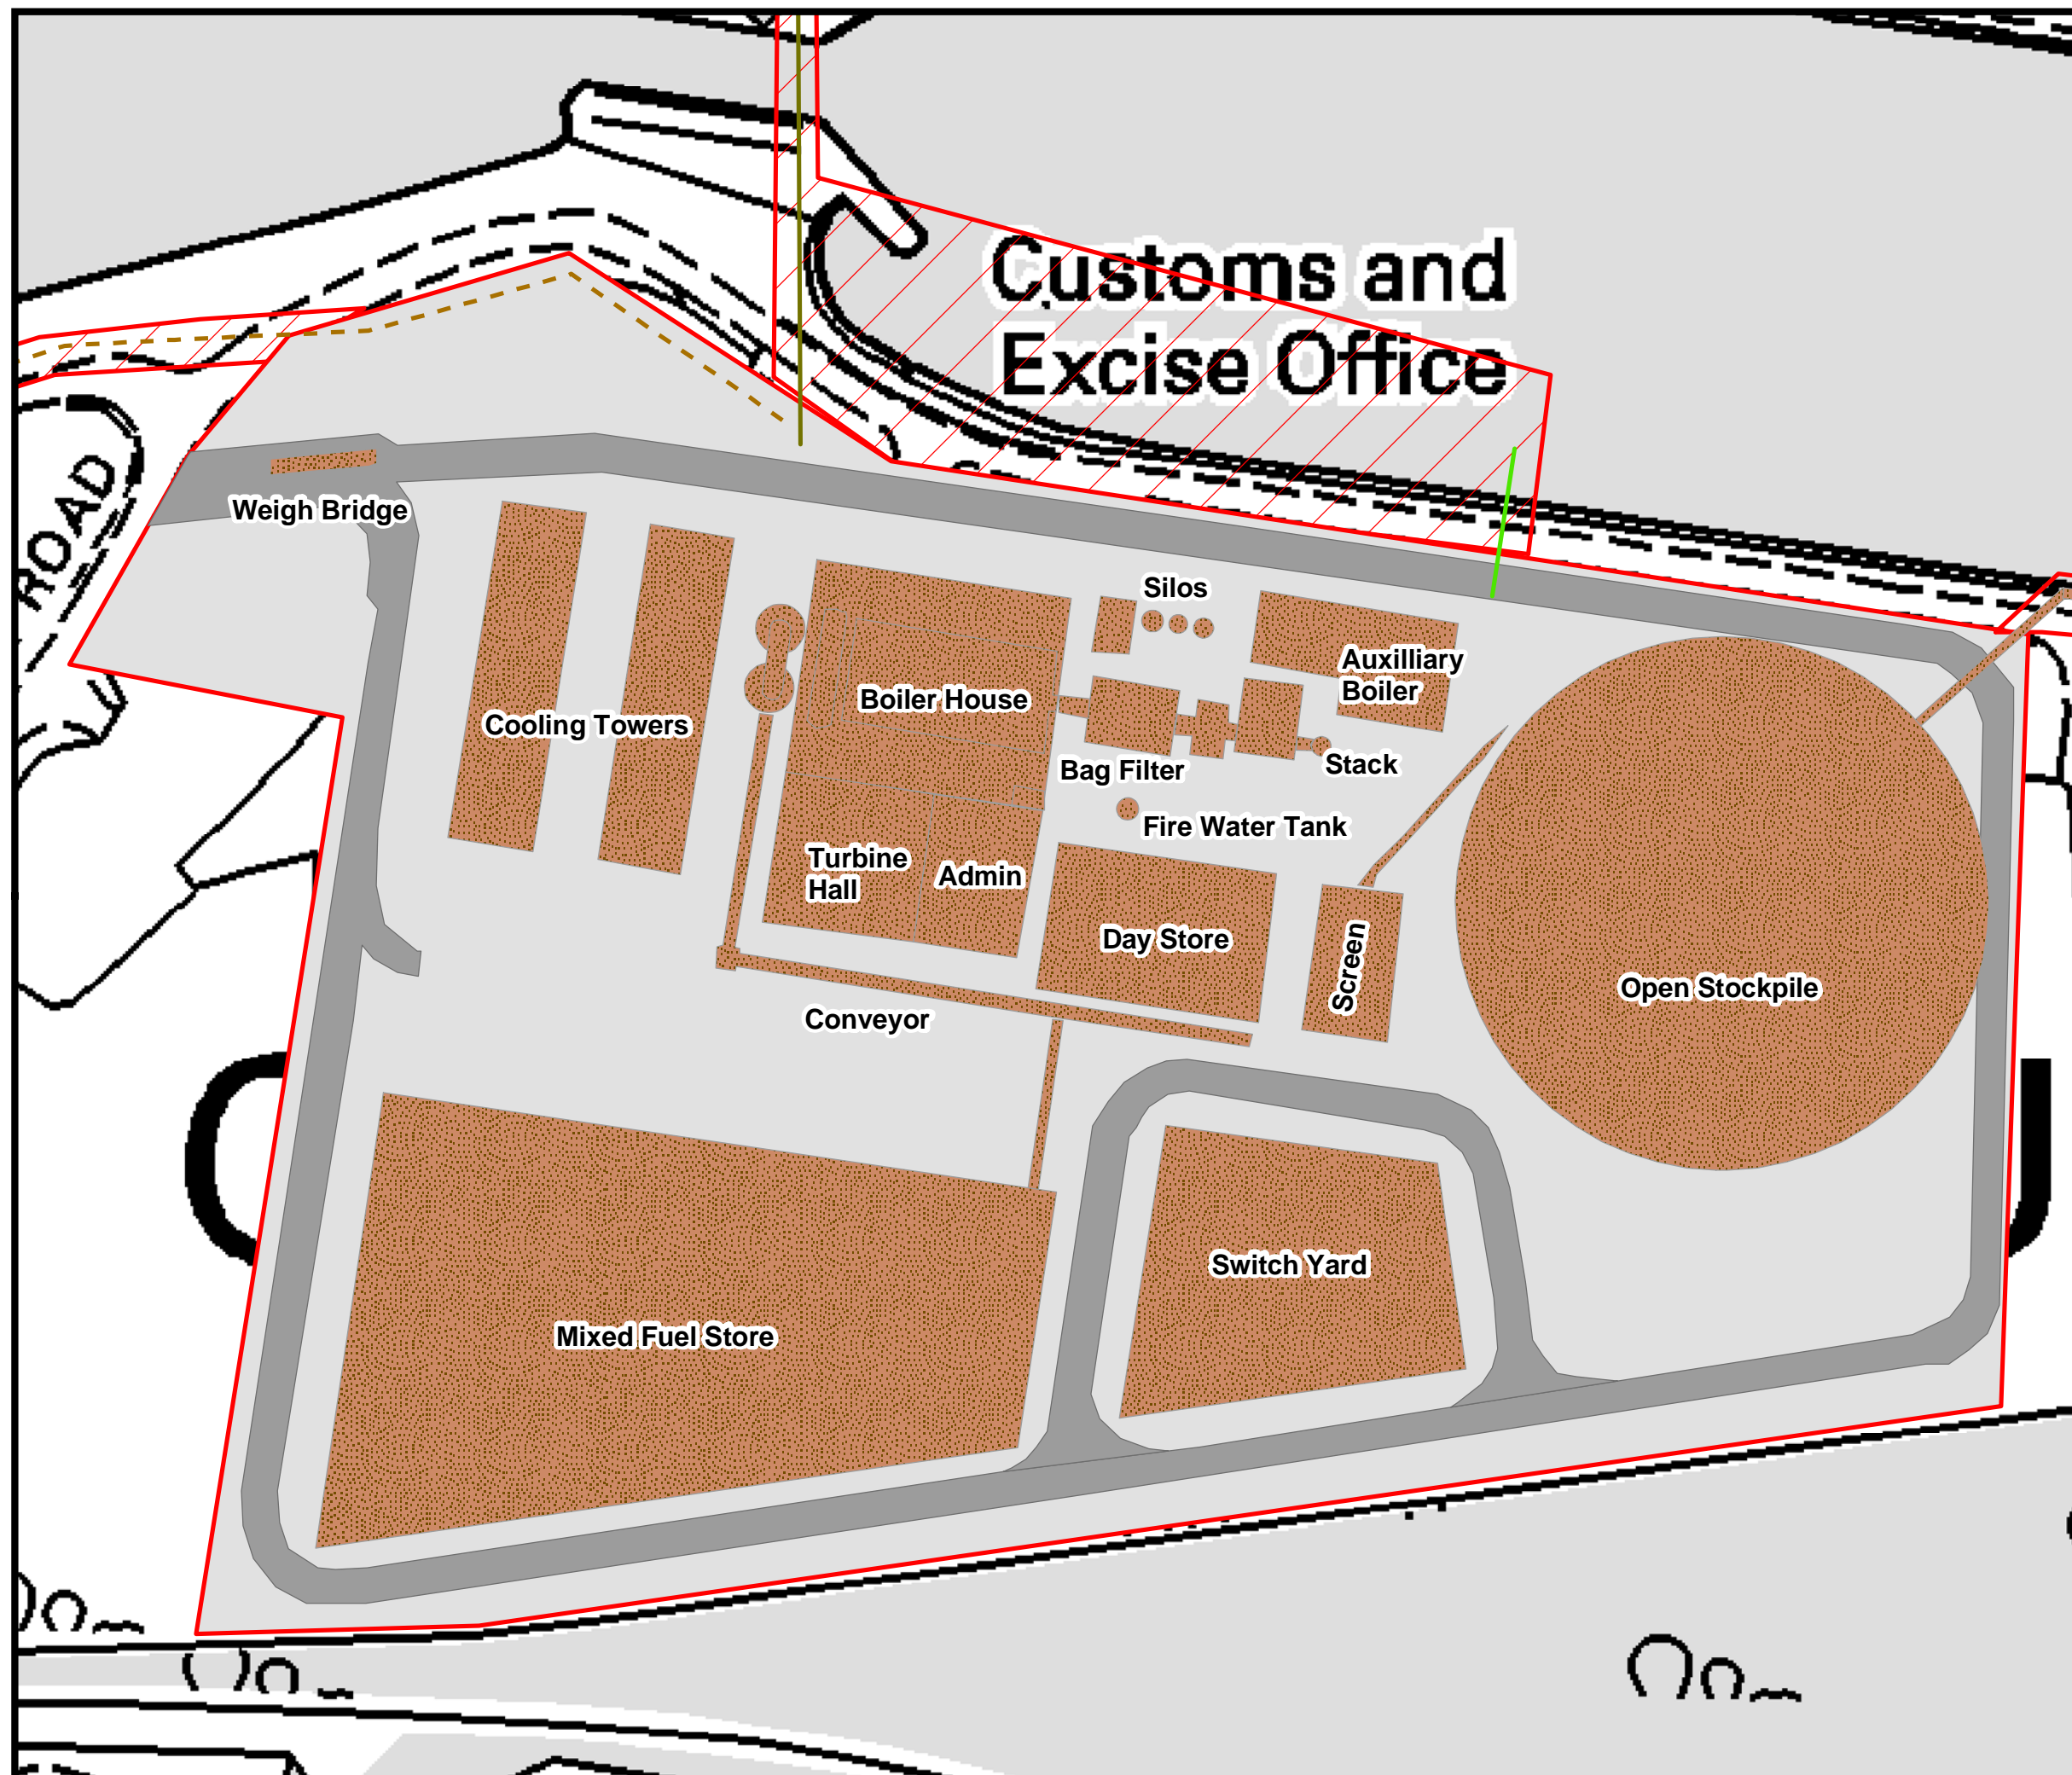 Customs and
Excise Office
ROAD
Weigh Bridge
Silos
Auxilliary
Boiler
Boiler House
Cooling Towers
Bag Filter
Stack
Fire Water Tank
Turbine
Hall
Admin
Day Store
Screen
Open Stockpile
Conveyor
Switch Yard
Mixed Fuel Store